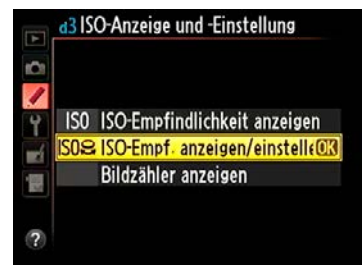 d3 ISO-Anzeige und -Einstellung
ISO ISO-Empfindlichkeit anzeigen
ISO ISO-Empf. anzeigen/einstelle OK
Bildzähler anzeigen
?